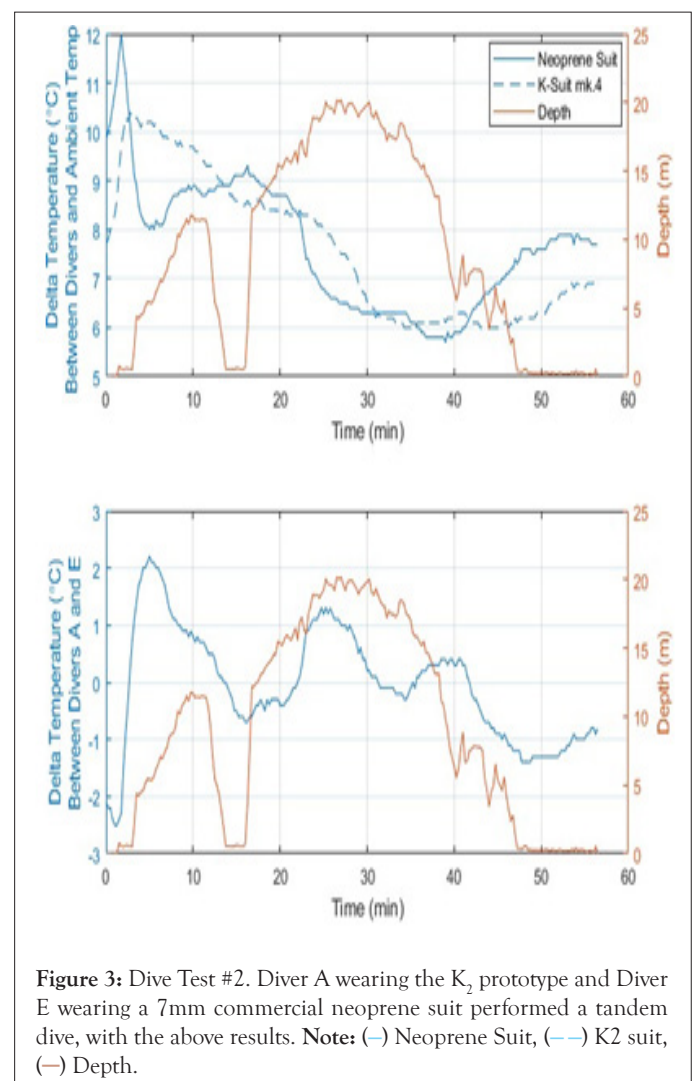 12
11
10
9
8
7
6
5
Delta Temperature (°C)
Between Divers and Ambient Temp
Neoprene Suit
K-Suit mk.4
Depth
25
20
15
10
5
0
Depth (m)
0 10 20 30 40 50 60
Time (min)
3
2
1
0
-1
-2
-3
Delta Temperature (°C)
Between Divers A and E
25
20
15
10
5
0
Depth (m)
0 10 20 30 40 50 60
Time (min)
Figure 3: Dive Test #2. Diver A wearing the K₂ prototype and Diver
E wearing a 7mm commercial neoprene suit performed a tandem
dive, with the above results. Note: (–) Neoprene Suit, (– –) K2 suit,
(—) Depth.